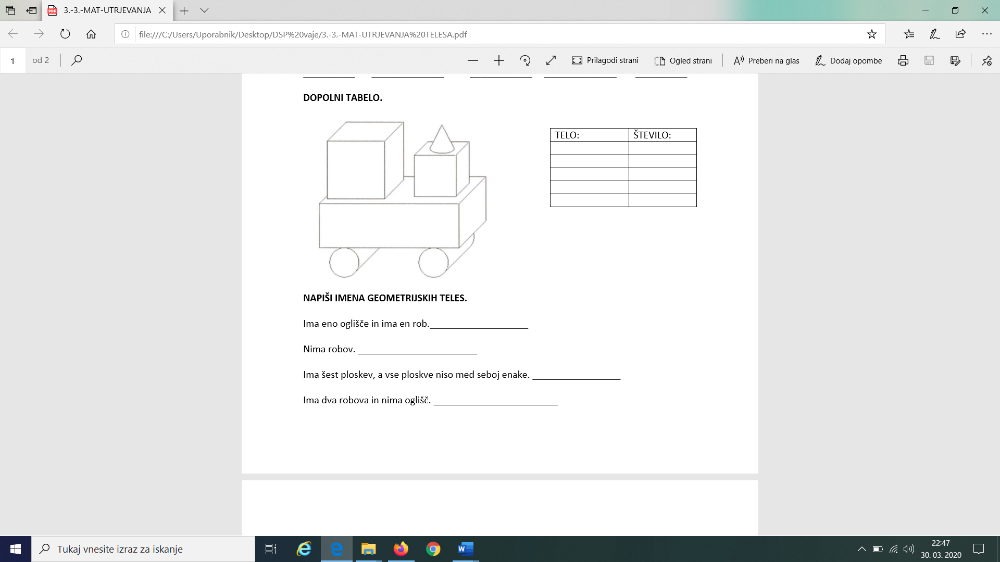 3.-3.-MAT-UTRJEVANJA
file:///C:/Users/Uporabnik/Desktop/DSP%20vaje/3.-3.-MAT-UTRJEVANJA%20TELESA.pdf
1 od 2 Prilagodi strani Ogled strani Preberi na glas Dodaj opombe
DOPOLNI TABELO.
TELO: ŠTEVILO:
NAPIŠI IMENA GEOMETRIJSKIH TELES.
Ima eno oglišče in ima en rob.___________________
Nima robov. _______________________
Ima šest ploskev, a vse ploskve niso med seboj enake. _________________
Ima dva robova in nima oglišč. ________________________
Tukaj vnesite izraz za iskanje
22:47
30. 03. 2020